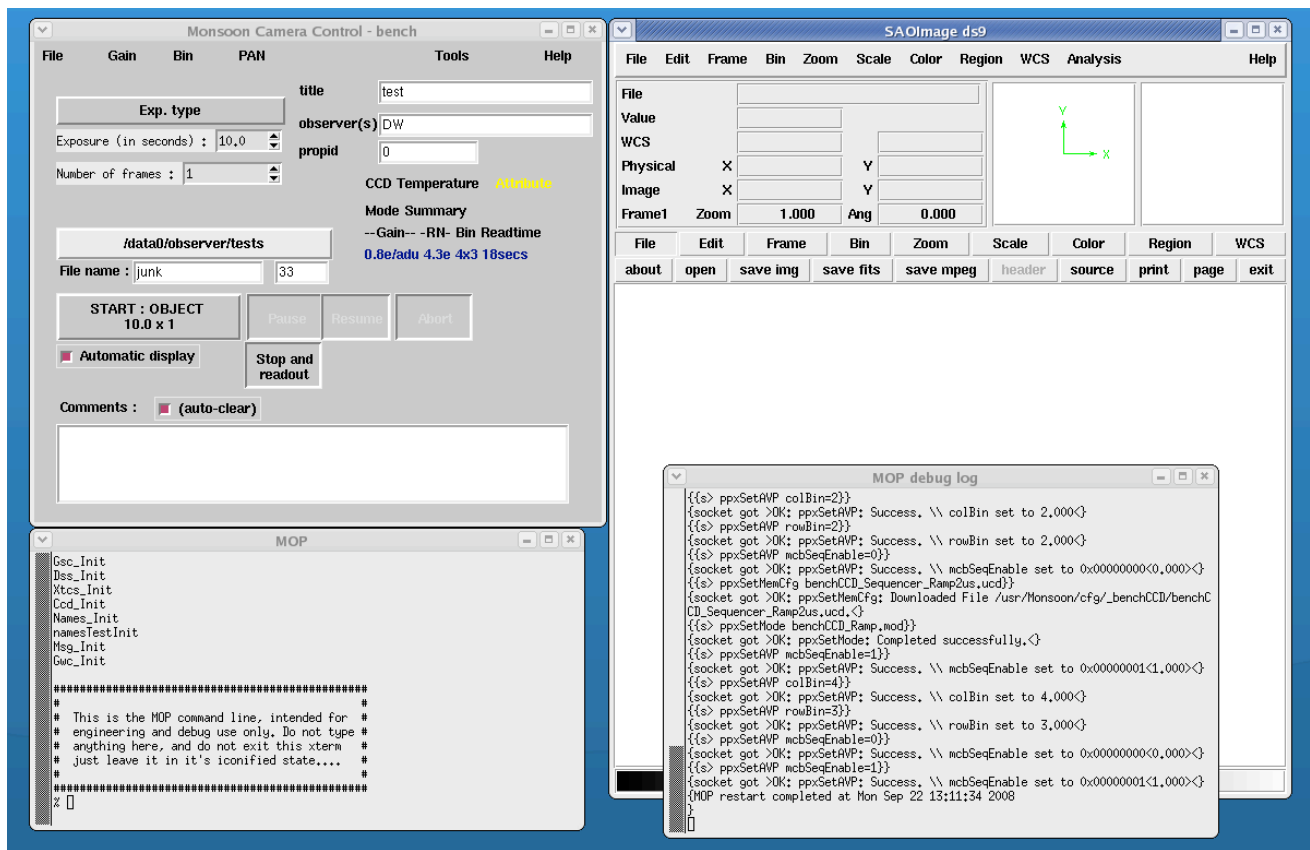 Monsoon Camera Control - bench
File Gain Bin PAN Tools Help
title test
Exp. type
observer(s) DW
Exposure (in seconds) : 10.0
propid 0
Number of frames : 1
CCD Temperature Attribute
Mode Summary
--Gain-- -RN- Bin Readtime
0.8e/adu 4.3e 4x3 18secs
/data0/observer/tests
File name : junk 33
START : OBJECT
10.0 x 1
Pause Resume Abort
Automatic display
Stop and
readout
Comments : (auto-clear)
SAOImage ds9
File Edit Frame Bin Zoom Scale Color Region WCS Analysis Help
File
Value
WCS
Physical X Y
Image X Y
Frame1 Zoom 1.000 Ang 0.000
Y
X
File Edit Frame Bin Zoom Scale Color Region WCS
about open save img save fits save mpeg header source print page exit
MOP
Gsc_Init
Dss_Init
Xtcs_Init
Ccd_Init
Names_Init
namesTestInit
Msg_Init
Gwc_Init
################################################
# #
# This is the MOP command line, intended for #
# engineering and debug use only. Do not type #
# anything here, and do not exit this xterm #
# just leave it in it's iconified state.... #
# #
################################################
%
MOP debug log
{{s> ppxSetAVP colBin=2}}
{socket got >OK: ppxSetAVP: Success. \\ colBin set to 2.000<}
{{s> ppxSetAVP rowBin=2}}
{socket got >OK: ppxSetAVP: Success. \\ rowBin set to 2.000<}
{{s> ppxSetAVP mcbSeqEnable=0}}
{socket got >OK: ppxSetAVP: Success. \\ mcbSeqEnable set to 0x00000000<0.000><}
{{s> ppxSetMemCfg benchCCD_Sequencer_Ramp2us.ucd}}
{socket got >OK: ppxSetMemCfg: Downloaded File /usr/Monsoon/cfg/_benchCCD/benchC
CD_Sequencer_Ramp2us.ucd.<}
{{s> ppxSetMode benchCCD_Ramp.mod}}
{socket got >OK: ppxSetMode: Completed successfully.<}
{{s> ppxSetAVP mcbSeqEnable=1}}
{socket got >OK: ppxSetAVP: Success. \\ mcbSeqEnable set to 0x00000001<1.000><}
{{s> ppxSetAVP colBin=4}}
{socket got >OK: ppxSetAVP: Success. \\ colBin set to 4.000<}
{{s> ppxSetAVP rowBin=3}}
{socket got >OK: ppxSetAVP: Success. \\ rowBin set to 3.000<}
{{s> ppxSetAVP mcbSeqEnable=0}}
{socket got >OK: ppxSetAVP: Success. \\ mcbSeqEnable set to 0x00000000<0.000><}
{{s> ppxSetAVP mcbSeqEnable=1}}
{socket got >OK: ppxSetAVP: Success. \\ mcbSeqEnable set to 0x00000001<1.000><}
{MOP restart completed at Mon Sep 22 13:11:34 2008
}